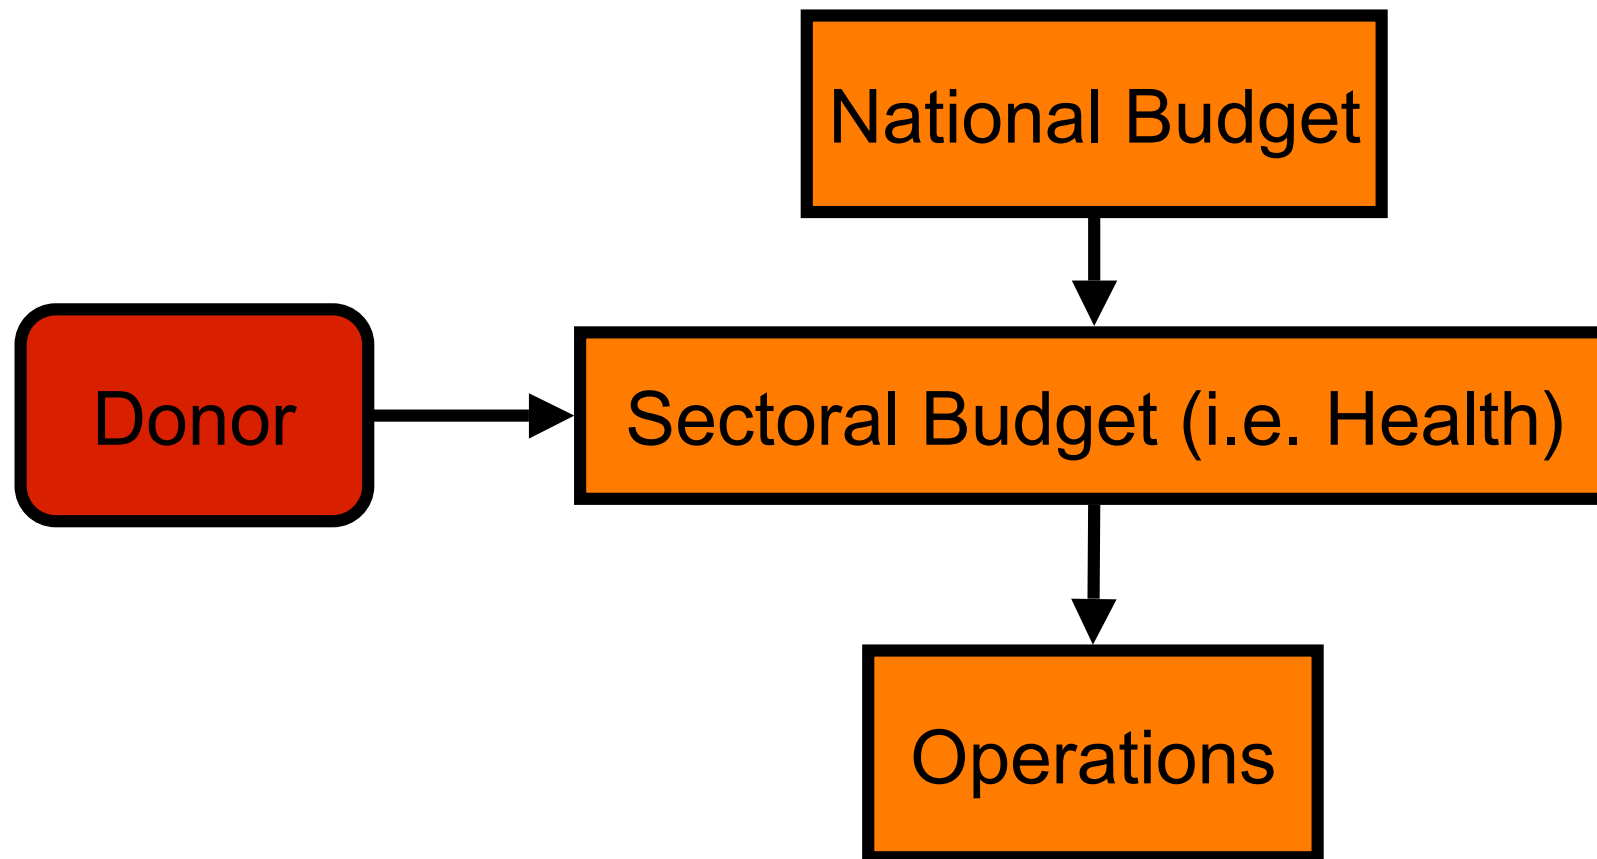 National Budget
Donor
Sectoral Budget (i.e. Health)
Operations